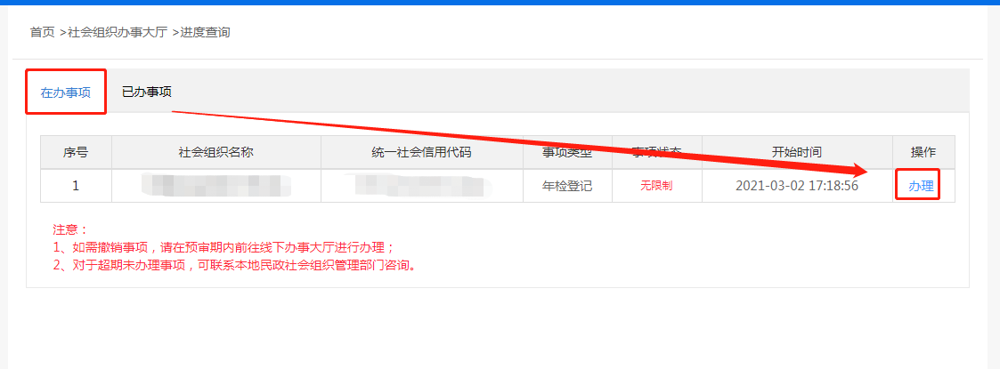 首页 >社会组织办事大厅 >进度查询
在办事项 已办事项
序号 社会组织名称 统一社会信用代码 事项类型 事项状态 开始时间 操作
1 年检登记 无限制 2021-03-02 17:18:56 办理
注意：
1、如需撤销事项，请在预审期内前往线下办事大厅进行办理；
2、对于超期未办理事项，可联系本地民政社会组织管理部门咨询。